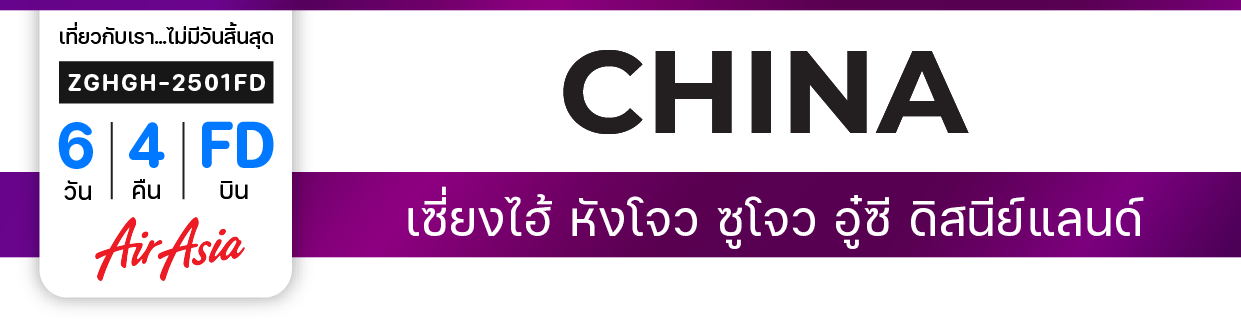 เที่ยวกับเรา...ไม่มีวันสิ้นสุด
ZGHGH-2501FD
6 4 FD
วัน คืน บิน
AirAsia
CHINA
เซี่ยงไฮ้ หังโจว ซูโจว อู๋ซี ดิสนีย์แลนด์